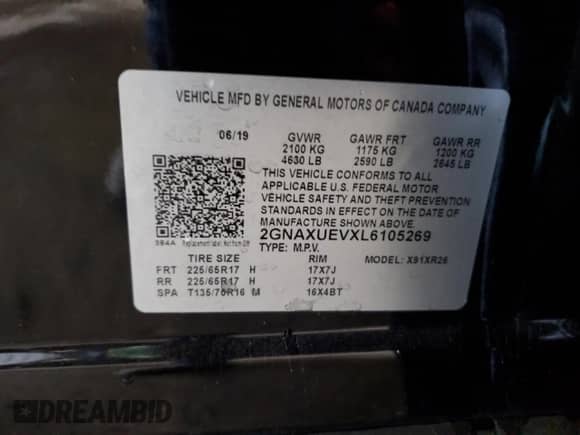 VEHICLE MFD BY GENERAL MOTORS OF CANADA COMPANY
06/19 GVWR GAWR FRT GAWR RR
2100 KG 1175 KG 1200 KG
4630 LB 2590 LB 2645 LB
THIS VEHICLE CONFORMS TO ALL
APPLICABLE U.S. FEDERAL MOTOR
VEHICLE SAFETY AND THEFT PREVENTION
STANDARDS IN EFFECT ON THE DATE OF
MANUFACTURE SHOWN ABOVE.
2GNAXUEVXL6105269
TYPE: M.P.V.
TIRE SIZE RIM MODEL: X91XR26
FRT 225/65R17 H 17X7J
RR 225/65R17 H 17X7J
SPA T135/70R16 M 16X4BT
DREAMBID